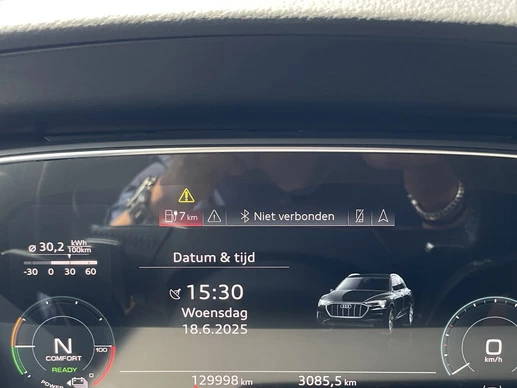 7 km
Niet verbonden
Ø 30,2 kWh/100km
-30 0 30 60
Datum & tijd
15:30
Woensdag
18.6.2025
100
N
COMFORT
READY
POWER
0
km/h
129998 km
3085,5 km